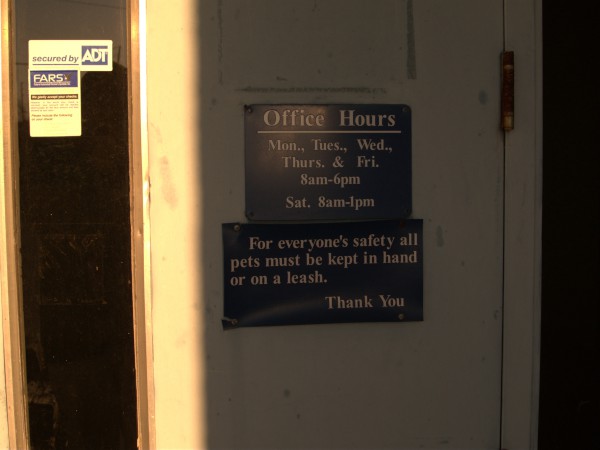 secured by ADT
FARS
Office Hours
Mon., Tues., Wed.,
Thurs. & Fri.
8am-6pm
Sat. 8am-1pm
For everyone's safety all
pets must be kept in hand
or on a leash.
Thank You